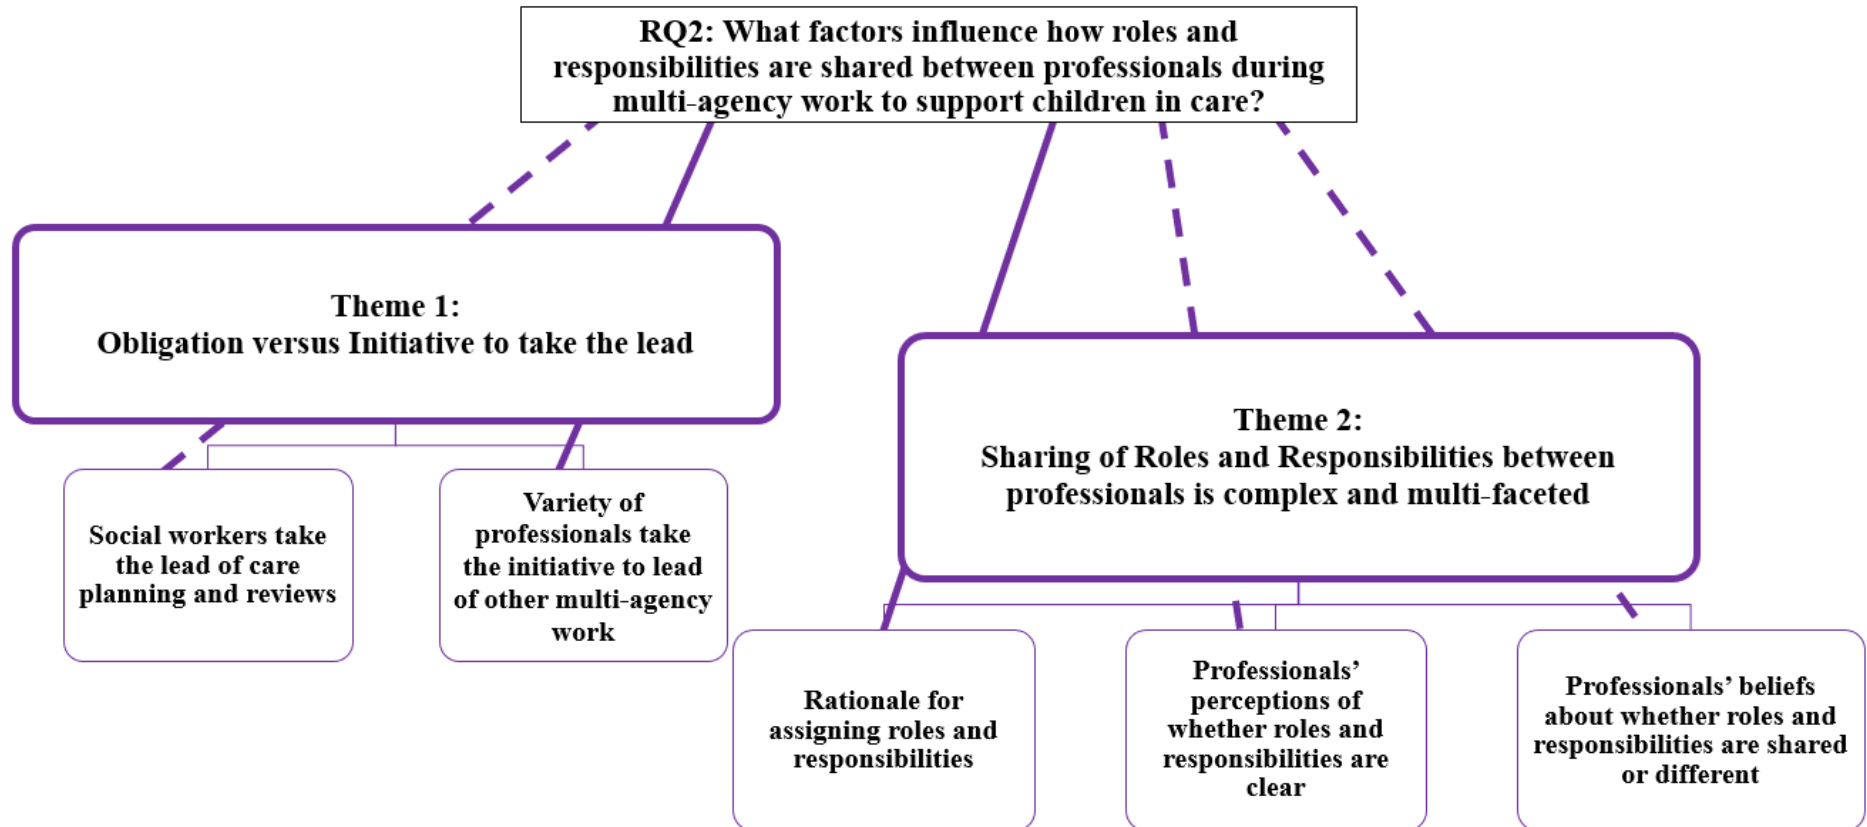 RQ2: What factors influence how roles and
responsibilities are shared between professionals during
multi-agency work to support children in care?
Theme 1:
Obligation versus Initiative to take the lead
Theme 2:
Sharing of Roles and Responsibilities between
professionals is complex and multi-faceted
Social workers take
the lead of care
planning and reviews
Variety of
professionals take
the initiative to lead
of other multi-agency
work
Rationale for
assigning roles and
responsibilities
Professionals’
perceptions of
whether roles and
responsibilities are
clear
Professionals’ beliefs
about whether roles and
responsibilities are shared
or different